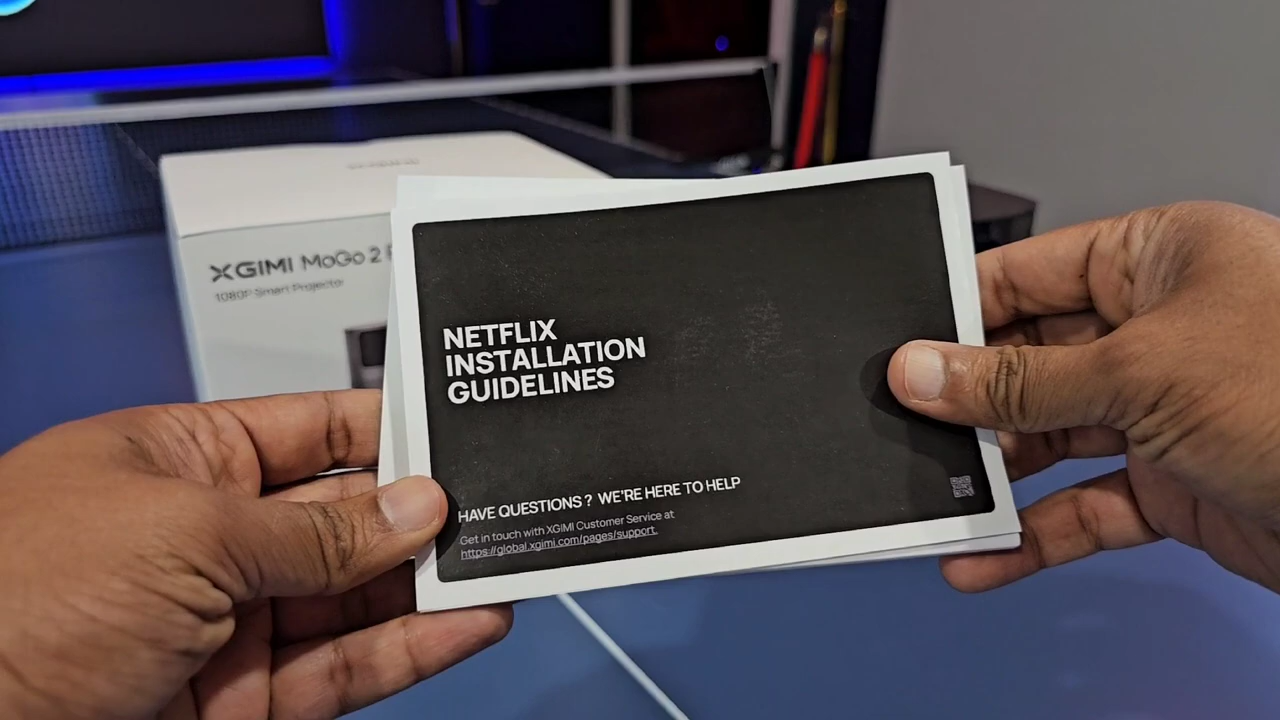 XGIMI MoGo 2
1080P Smart Projector
NETFLIX
INSTALLATION
GUIDELINES
HAVE QUESTIONS ? WE'RE HERE TO HELP
Get in touch with XGIMI Customer Service at
https://global.xgimi.com/pages/support.